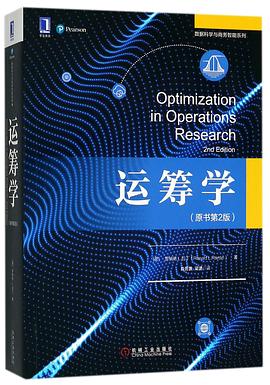 Pearson
数据科学与商务智能系列
Optimization
in Operations
Research
2nd Edition
运筹学
(原书第2版)
著
机械工业出版社
China Machine Press
运筹学